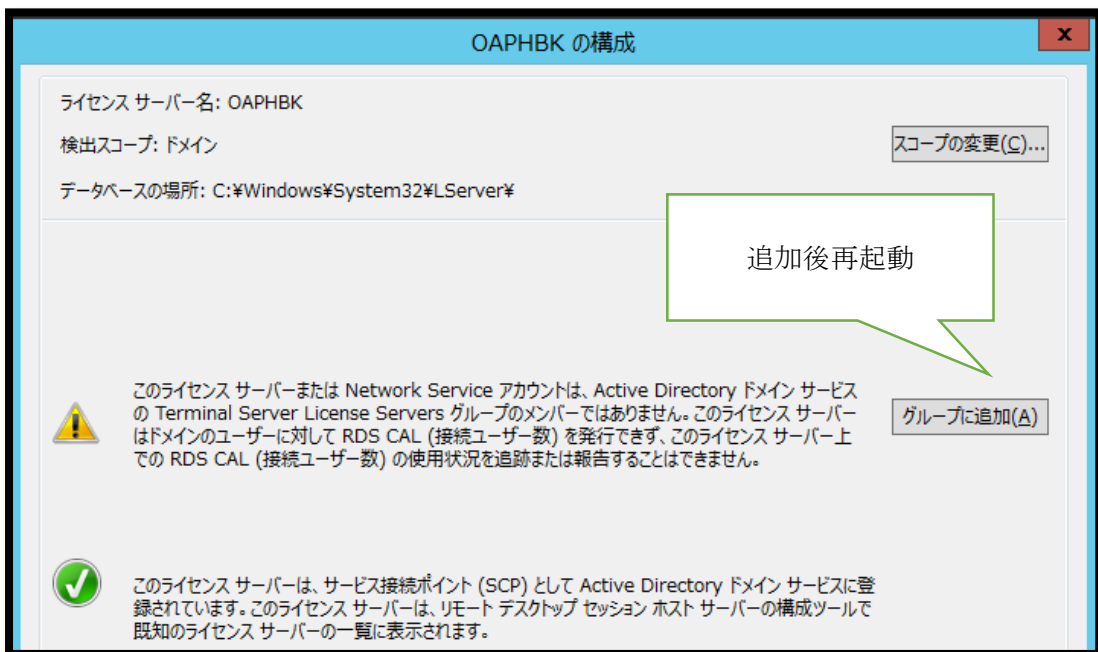 OAPHBK の構成
x
ライセンス サーバー名: OAPHBK
検出スコープ: ドメイン
スコープの変更(C)...
データベースの場所: C:¥Windows¥System32¥LServer¥
追加後再起動
このライセンス サーバーまたは Network Service アカウントは、Active Directory ドメイン サービス
の Terminal Server License Servers グループのメンバーではありません。このライセンス サーバー
はドメインのユーザーに対して RDS CAL (接続ユーザー数) を発行できず、このライセンス サーバー上
での RDS CAL (接続ユーザー数) の使用状況を追跡または報告することはできません。
グループに追加(A)
このライセンス サーバーは、サービス接続ポイント (SCP) として Active Directory ドメイン サービスに登
録されています。このライセンス サーバーは、リモート デスクトップ セッション ホスト サーバーの構成ツールで
既知のライセンス サーバーの一覧に表示されます。